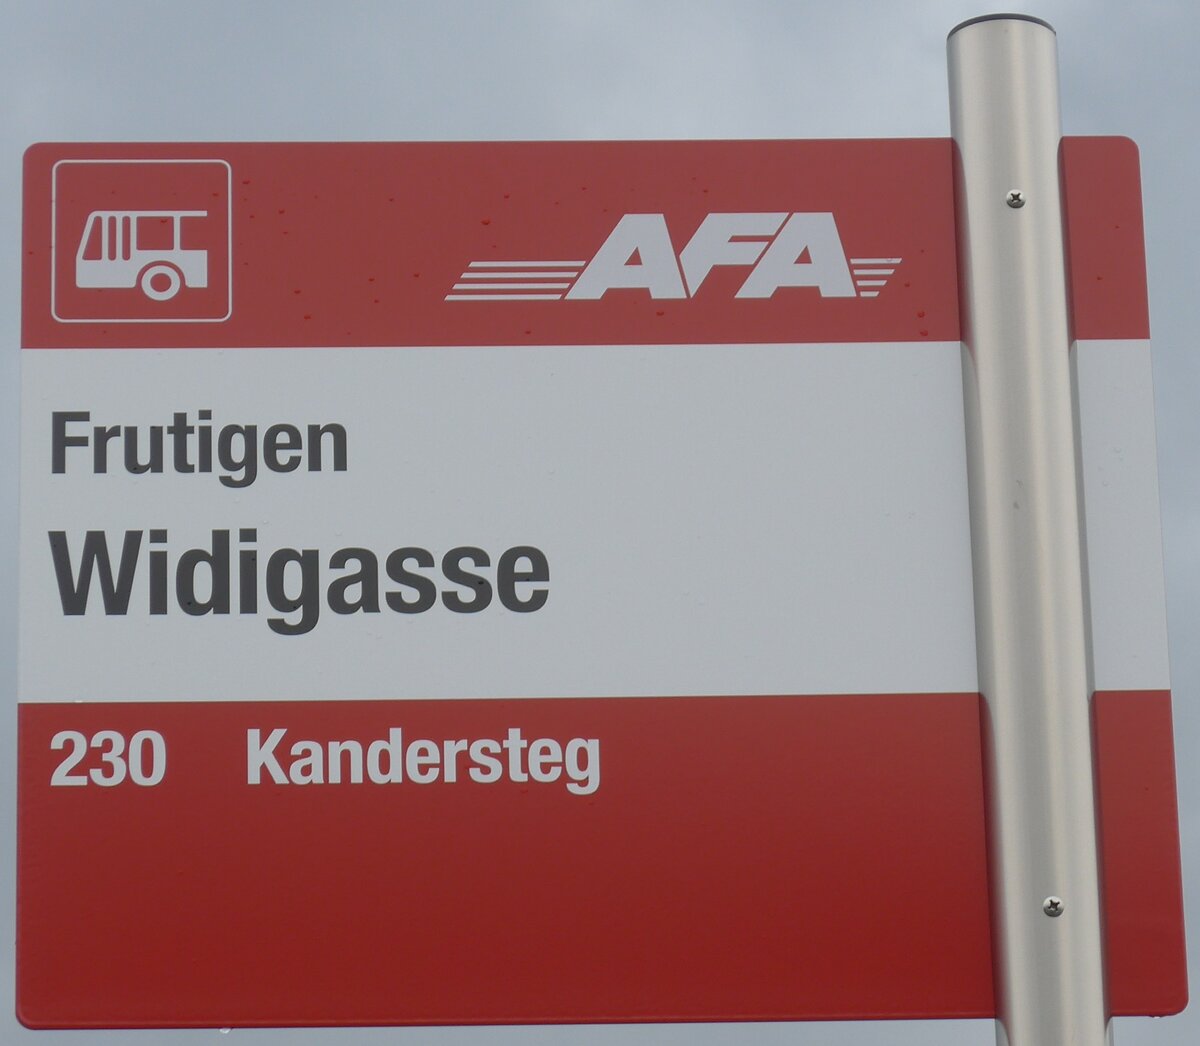 AFA
Frutigen
Widigasse
230 Kandersteg